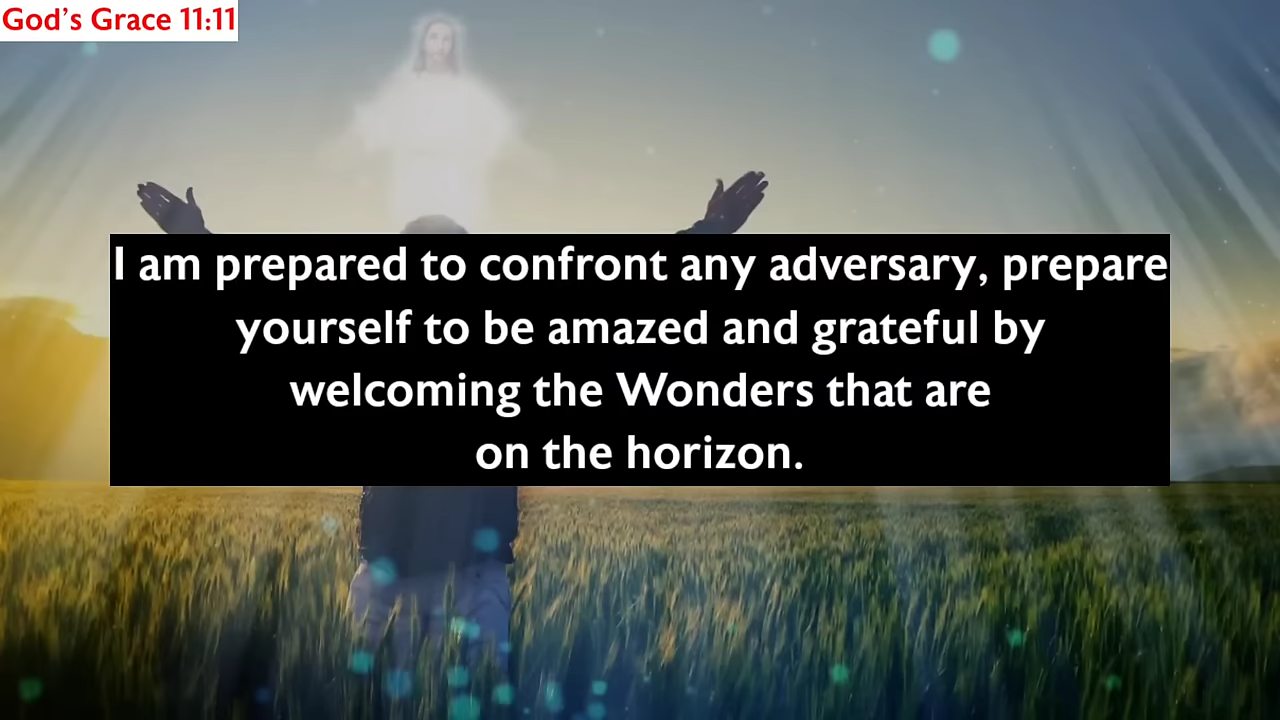 God's Grace 11:11
I am prepared to confront any adversary, prepare
yourself to be amazed and grateful by
welcoming the Wonders that are
on the horizon.